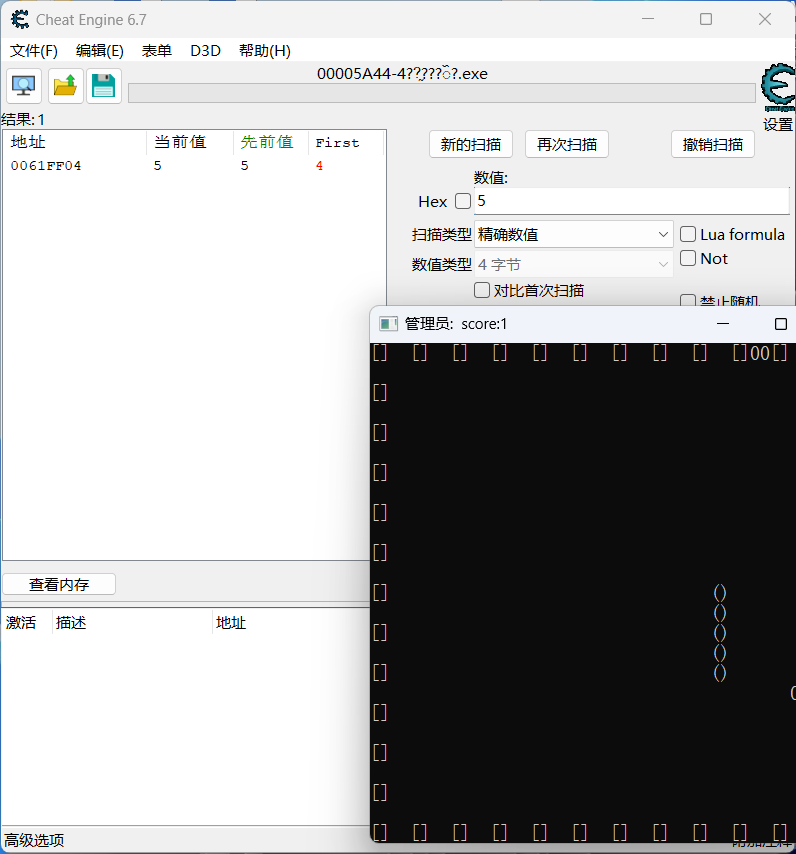 Cheat Engine 6.7
文件(F) 编辑(E) 表单 D3D 帮助(H)
00005A44-4??????.exe
设置
结果: 1
地址 当前值 先前值 First
0061FF04 5 5 4
新的扫描 再次扫描 撤销扫描
数值:
Hex 5
扫描类型 精确数值 Lua formula
数值类型 4 字节 Not
对比首次扫描
禁止随机
管理员: score:1
[] [] [] [] [] [] [] [] [] []00[]
[]
[]
[]
[]
[]
[] ()
()
[] ()
()
[] ()
[]
[]
[]
[] [] [] [] [] [] [] [] [] [] []
查看内存
激活 描述 地址
高级选项
附加注释